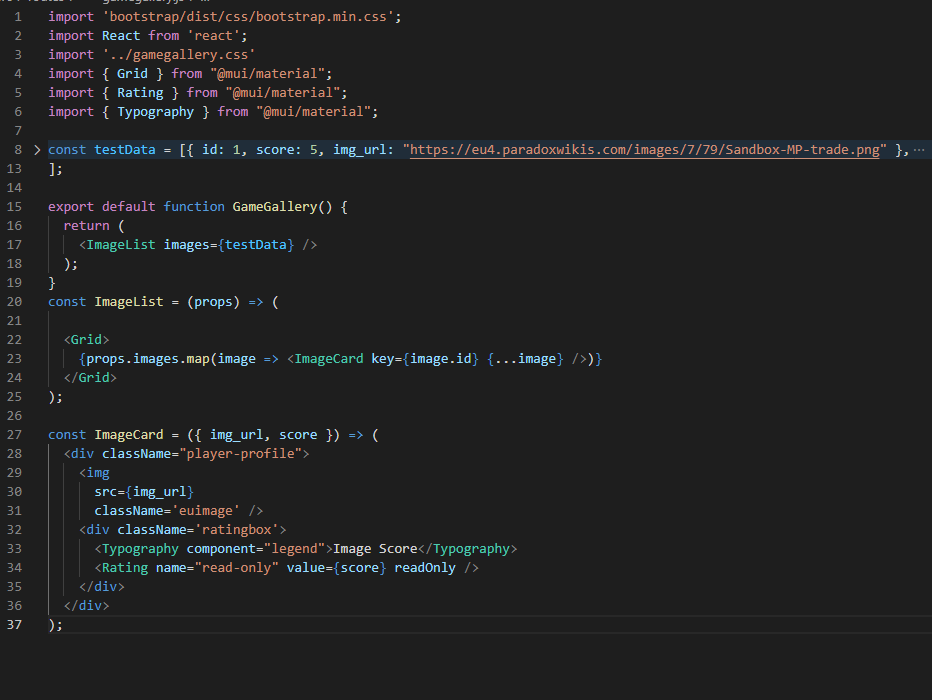 1 import 'bootstrap/dist/css/bootstrap.min.css';
2 import React from 'react';
3 import '../gamegallery.css'
4 import { Grid } from "@mui/material";
5 import { Rating } from "@mui/material";
6 import { Typography } from "@mui/material";
7
8 > const testData = [{ id: 1, score: 5, img_url: "https://eu4.paradoxwikis.com/images/7/79/Sandbox-MP-trade.png" }, ···
13 ];
14
15 export default function GameGallery() {
16   return (
17     <ImageList images={testData} />
18   );
19 }
20 const ImageList = (props) => (
21
22   <Grid>
23     {props.images.map(image => <ImageCard key={image.id} {...image} />)}
24   </Grid>
25 );
26
27 const ImageCard = ({ img_url, score }) => (
28   <div className="player-profile">
29     <img
30       src={img_url}
31       className='euimage' />
32     <div className='ratingbox'>
33       <Typography component="legend">Image Score</Typography>
34       <Rating name="read-only" value={score} readOnly />
35     </div>
36   </div>
37 );